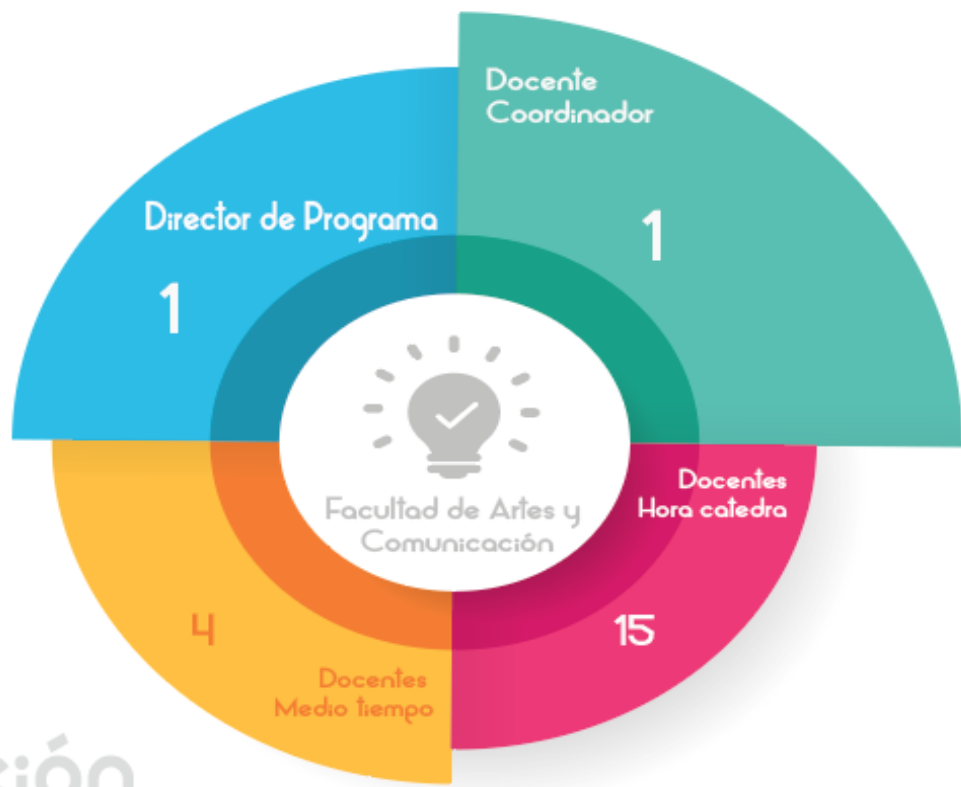 Docente
Coordinador
1
Director de Programa
1
Facultad de Artes y
Comunicación
Docentes
Hora catedra
15
4
Docentes
Medio tiempo